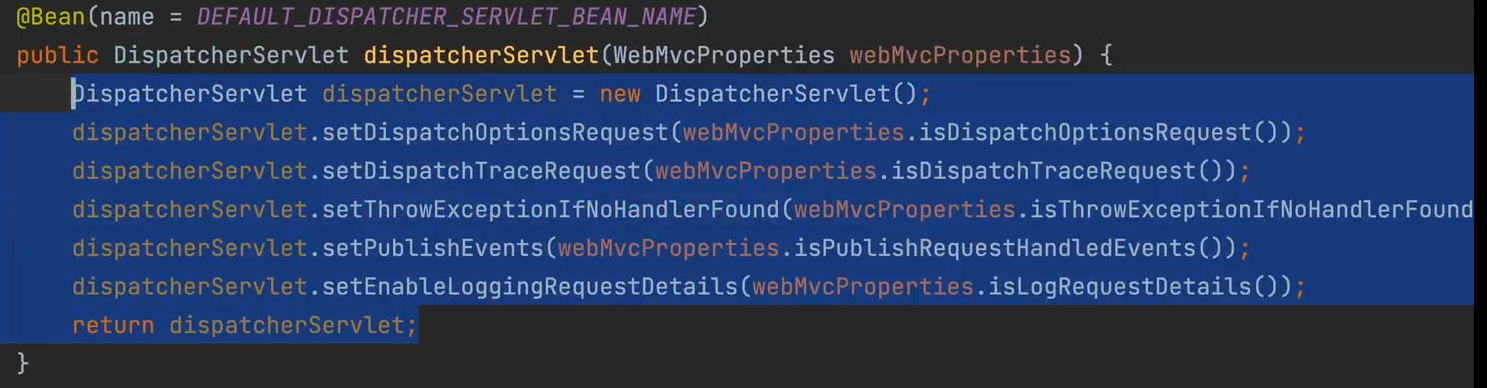 @Bean(name = DEFAULT_DISPATCHER_SERVLET_BEAN_NAME)
public DispatcherServlet dispatcherServlet(WebMvcProperties webMvcProperties) {
DispatcherServlet dispatcherServlet = new DispatcherServlet();
dispatcherServlet.setDispatchOptionsRequest(webMvcProperties.isDispatchOptionsRequest());
dispatcherServlet.setDispatchTraceRequest(webMvcProperties.isDispatchTraceRequest());
dispatcherServlet.setThrowExceptionIfNoHandlerFound(webMvcProperties.isThrowExceptionIfNoHandlerFound
dispatcherServlet.setPublishEvents(webMvcProperties.isPublishRequestHandledEvents());
dispatcherServlet.setEnableLoggingRequestDetails(webMvcProperties.isLogRequestDetails());
return dispatcherServlet;
}